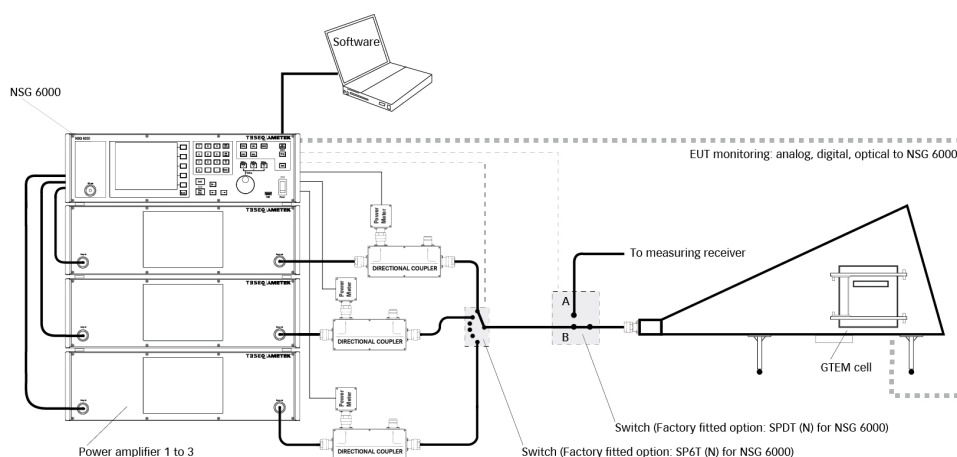 Software
NSG 6000
NSG 6000
TESEQ AMETEK
EUT monitoring: analog, digital, optical to NSG 6000
TESEQ AMETEK
Power Meter
DIRECTIONAL COUPLER
To measuring receiver
TESEQ AMETEK
Power Meter
A
B
DIRECTIONAL COUPLER
TESEQ AMETEK
GTEM cell
Power Meter
Switch (Factory fitted option: SPDT (N) for NSG 6000)
DIRECTIONAL COUPLER
Power amplifier 1 to 3
Switch (Factory fitted option: SP6T (N) for NSG 6000)